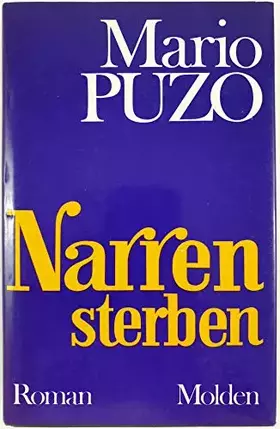 Mario
PUZO
Narren
sterben
Roman Molden